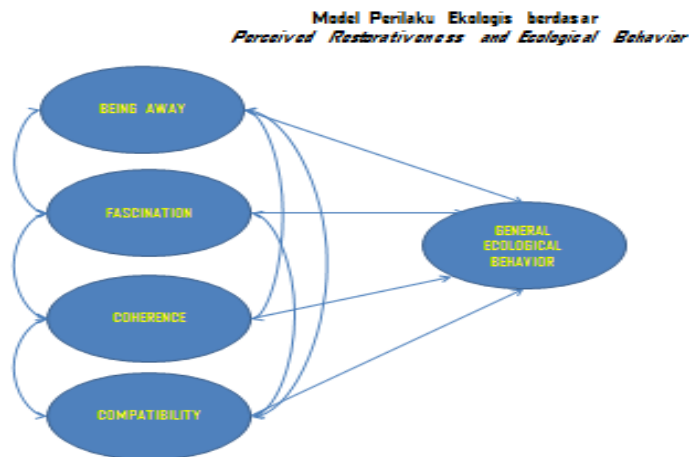 Model Perilaku Ekologis berdasar
Perceived Restorativeness and Ecological Behavior
BEING AWAY
FASCINATION
COHERENCE
COMPATIBILITY
GENERAL
ECOLOGICAL
BEHAVIOR